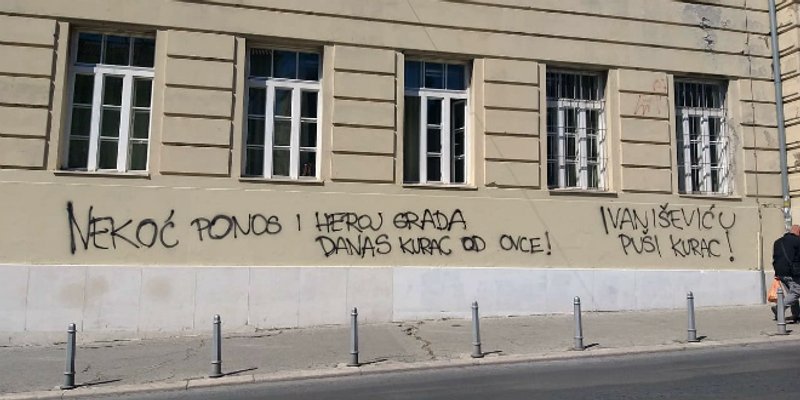 NEKOĆ PONOS I HEROJ GRADA
DANAS KURAC OD OVCE!
IVANIŠEVIĆU
PUŠI KURAC!